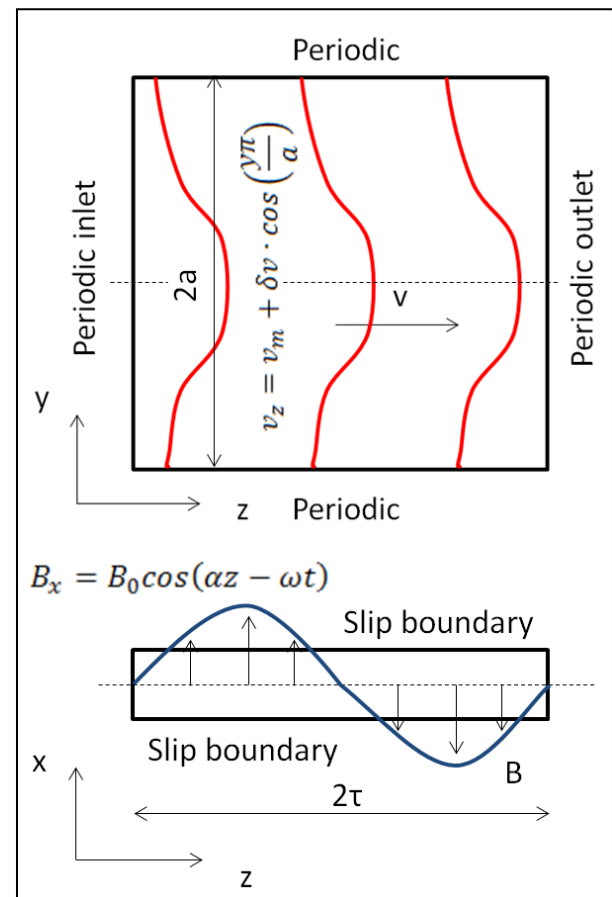 Periodic
Periodic inlet
2a
v_z = v_m + δv · cos(yπ/a)
v
Periodic outlet
y
z
Periodic
B_x = B_0cos(αz − ωt)
Slip boundary
Slip boundary
B
x
2τ
z